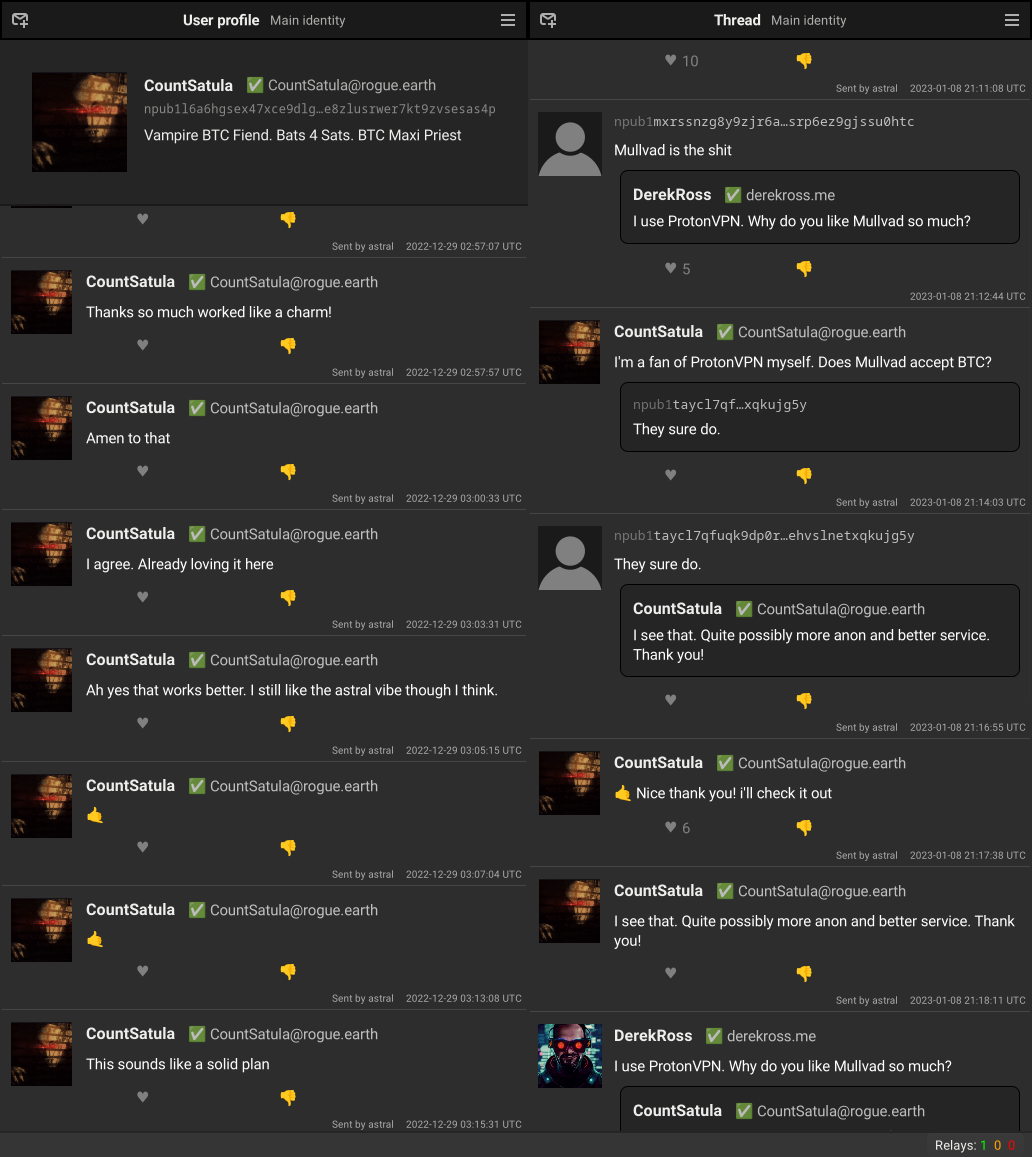 User profile Main identity
CountSatula ✅ CountSatula@rogue.earth
npub1l6a6hgsex47xce9dlg…e8zlusrwer7kt9zvsesas4p
Vampire BTC Fiend. Bats 4 Sats. BTC Maxi Priest
♥ 👎
Sent by astral 2022-12-29 02:57:07 UTC
CountSatula ✅ CountSatula@rogue.earth
Thanks so much worked like a charm!
♥ 👎
Sent by astral 2022-12-29 02:57:57 UTC
CountSatula ✅ CountSatula@rogue.earth
Amen to that
♥ 👎
Sent by astral 2022-12-29 03:00:33 UTC
CountSatula ✅ CountSatula@rogue.earth
I agree. Already loving it here
♥ 👎
Sent by astral 2022-12-29 03:03:31 UTC
CountSatula ✅ CountSatula@rogue.earth
Ah yes that works better. I still like the astral vibe though I think.
♥ 👎
Sent by astral 2022-12-29 03:05:15 UTC
CountSatula ✅ CountSatula@rogue.earth
🤙
♥ 👎
Sent by astral 2022-12-29 03:07:04 UTC
CountSatula ✅ CountSatula@rogue.earth
🤙
♥ 👎
Sent by astral 2022-12-29 03:13:08 UTC
CountSatula ✅ CountSatula@rogue.earth
This sounds like a solid plan
♥ 👎
Sent by astral 2022-12-29 03:15:31 UTC
Thread Main identity
♥ 10 👎
Sent by astral 2023-01-08 21:11:08 UTC
npub1mxrssnzg8y9zjr6a…srp6ez9gjssu0htc
Mullvad is the shit
DerekRoss ✅ derekross.me
I use ProtonVPN. Why do you like Mullvad so much?
♥ 5 👎
2023-01-08 21:12:44 UTC
CountSatula ✅ CountSatula@rogue.earth
I'm a fan of ProtonVPN myself. Does Mullvad accept BTC?
npub1taycl7qf…xqkujg5y
They sure do.
♥ 👎
Sent by astral 2023-01-08 21:14:03 UTC
npub1taycl7qfuqk9dp0r…ehvslnetxqkujg5y
They sure do.
CountSatula ✅ CountSatula@rogue.earth
I see that. Quite possibly more anon and better service.
Thank you!
♥ 👎
Sent by astral 2023-01-08 21:16:55 UTC
CountSatula ✅ CountSatula@rogue.earth
🤙 Nice thank you! i'll check it out
♥ 6 👎
Sent by astral 2023-01-08 21:17:38 UTC
CountSatula ✅ CountSatula@rogue.earth
I see that. Quite possibly more anon and better service. Thank
you!
♥ 👎
Sent by astral 2023-01-08 21:18:11 UTC
DerekRoss ✅ derekross.me
I use ProtonVPN. Why do you like Mullvad so much?
CountSatula ✅ CountSatula@rogue.earth
Relays: 1 0 0